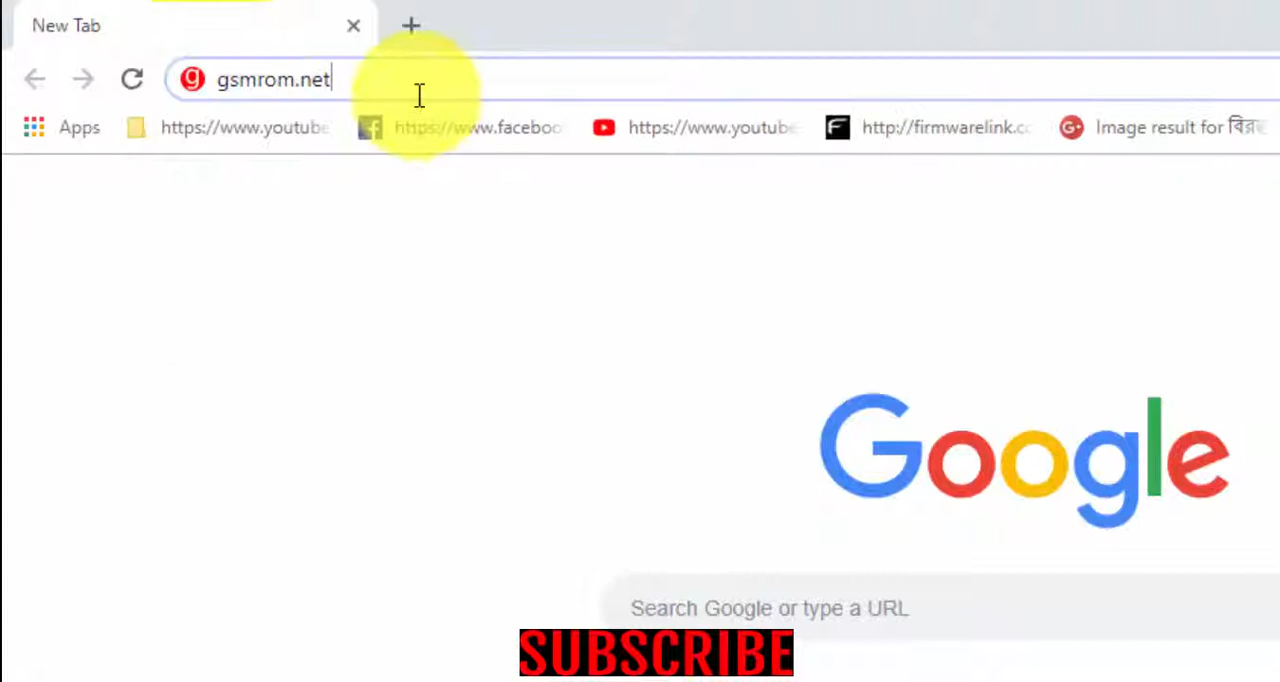 New Tab
gsmrom.net
Apps https://www.youtube https://www.faceboo https://www.youtube http://firmwarelink.c Image result for
Google
Search Google or type a URL
SUBSCRIBE